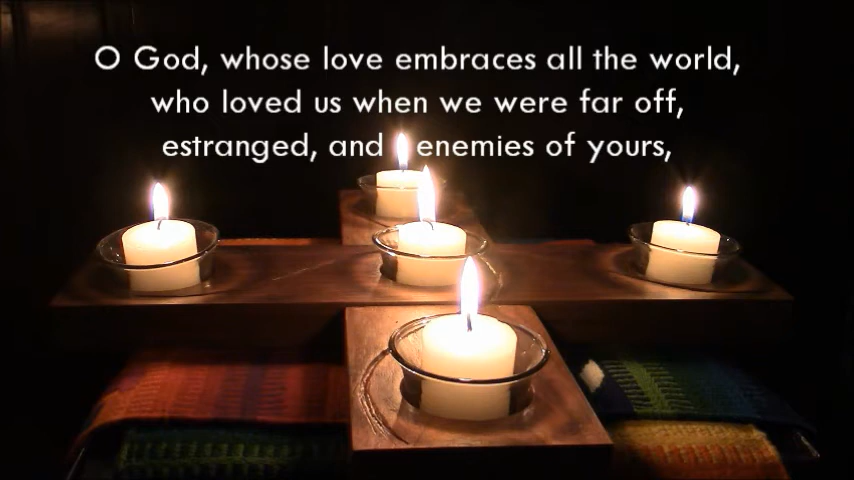 O God, whose love embraces all the world,
who loved us when we were far off,
estranged, and enemies of yours,